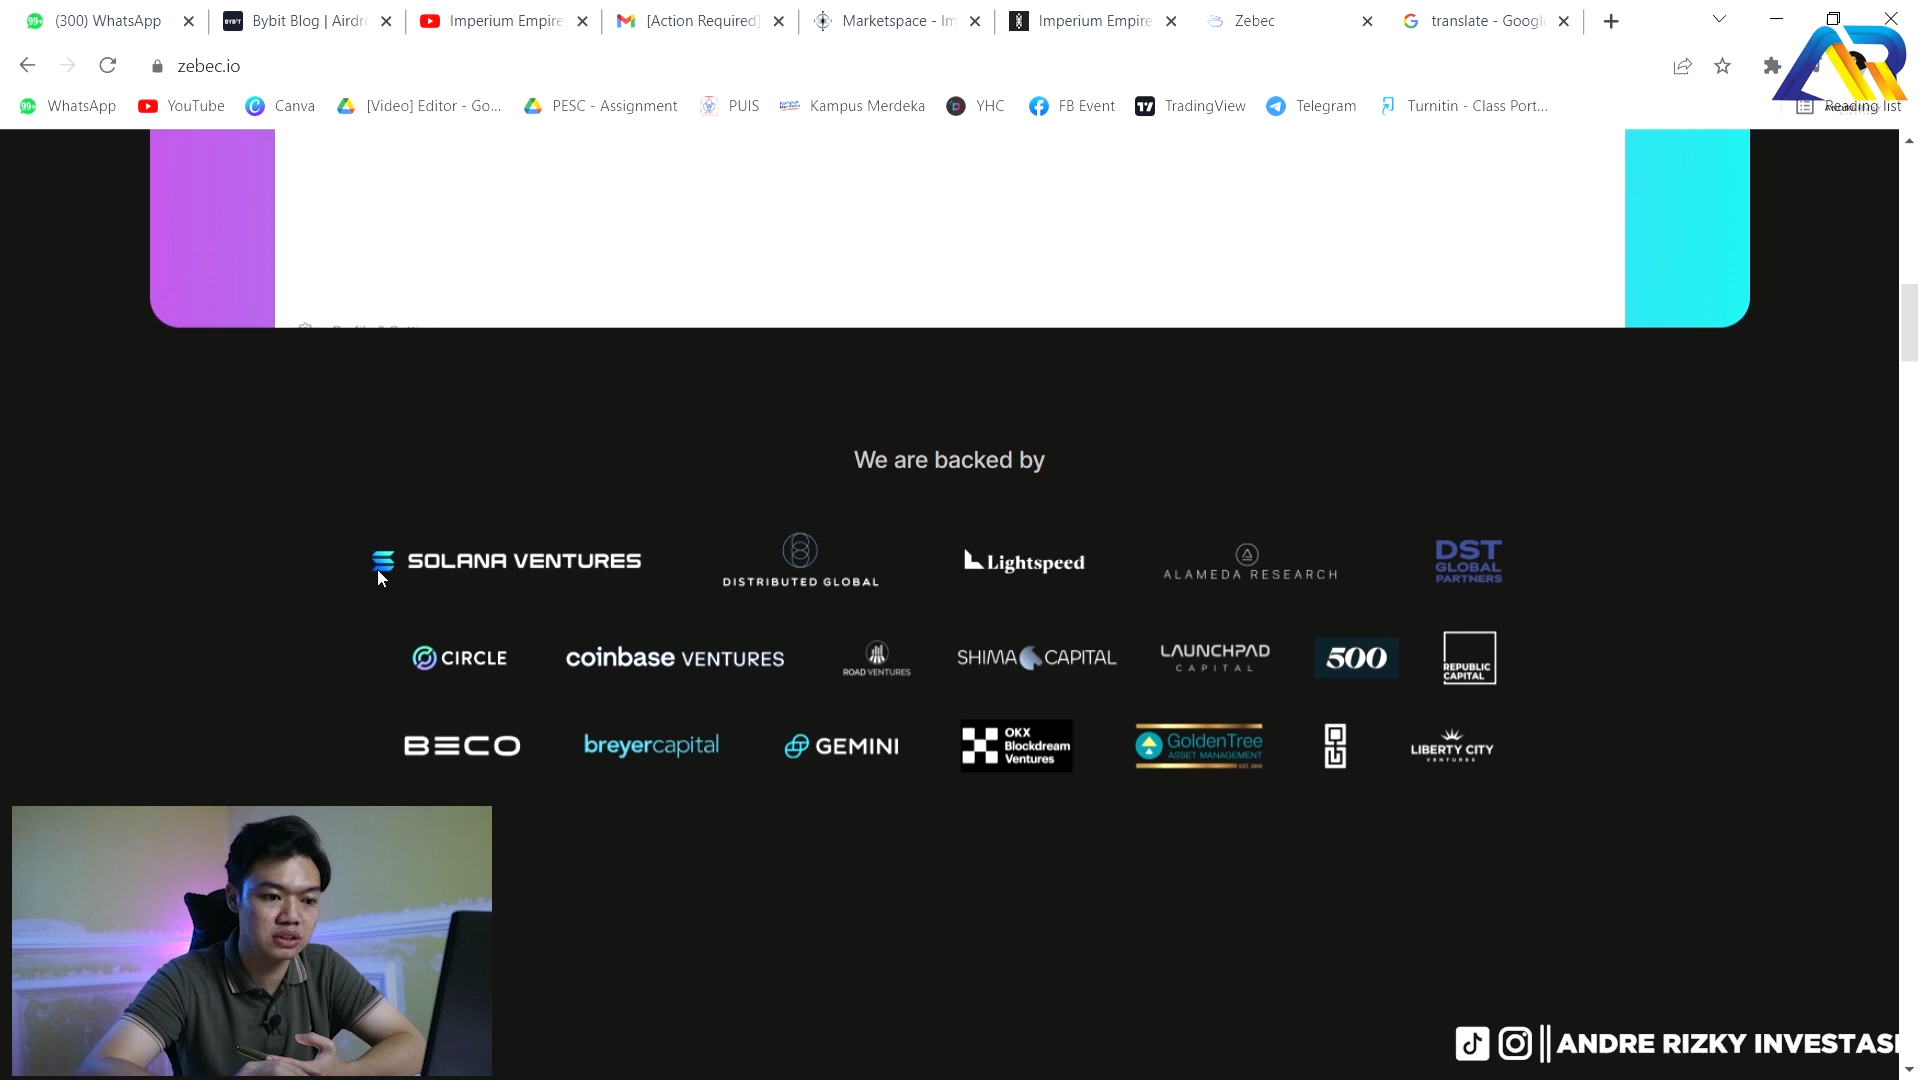 (300) WhatsApp
Bybit Blog | Airdr
Imperium Empire
[Action Required]
Marketspace - Im
Imperium Empire
Zebec
translate - Google
zebec.io
WhatsApp
YouTube
Canva
[Video] Editor - Go...
PESC - Assignment
PUIS
Kampus Merdeka
YHC
FB Event
TradingView
Telegram
Turnitin - Class Port...
Reading list
We are backed by
SOLANA VENTURES
DISTRIBUTED GLOBAL
Lightspeed
ALAMEDA RESEARCH
DST
GLOBAL
PARTNERS
CIRCLE
coinbase VENTURES
ROAD VENTURES
SHIMA CAPITAL
LAUNCHPAD
CAPITAL
500
REPUBLIC
CAPITAL
BECO
breyercapital
GEMINI
OKX
Blockdream
Ventures
GoldenTree
ASSET MANAGEMENT
LIBERTY CITY
VENTURES
ANDRE RIZKY INVESTASI